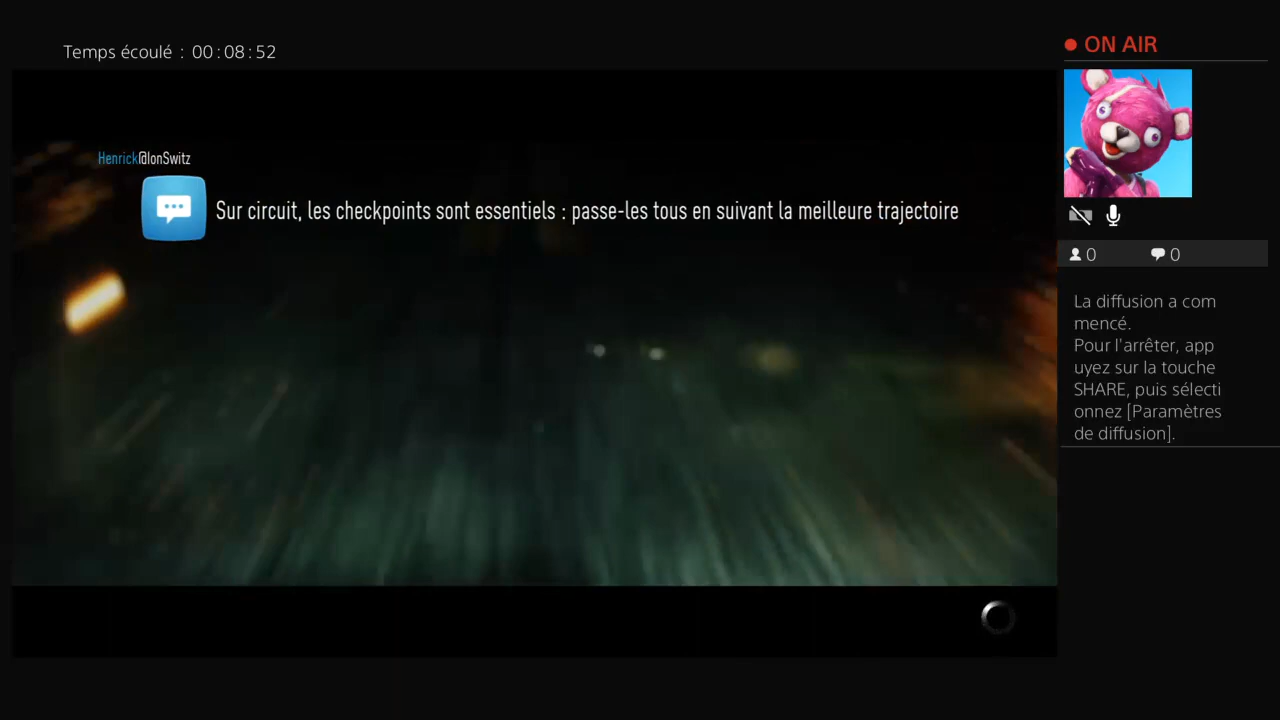 Temps écoulé : 00:08:52
ON AIR
Henrick@IonSwitz
Sur circuit, les checkpoints sont essentiels : passe-les tous en suivant la meilleure trajectoire
0 0
La diffusion a com
mencé.
Pour l'arrêter, app
uyez sur la touche
SHARE, puis sélecti
onnez [Paramètres
de diffusion].